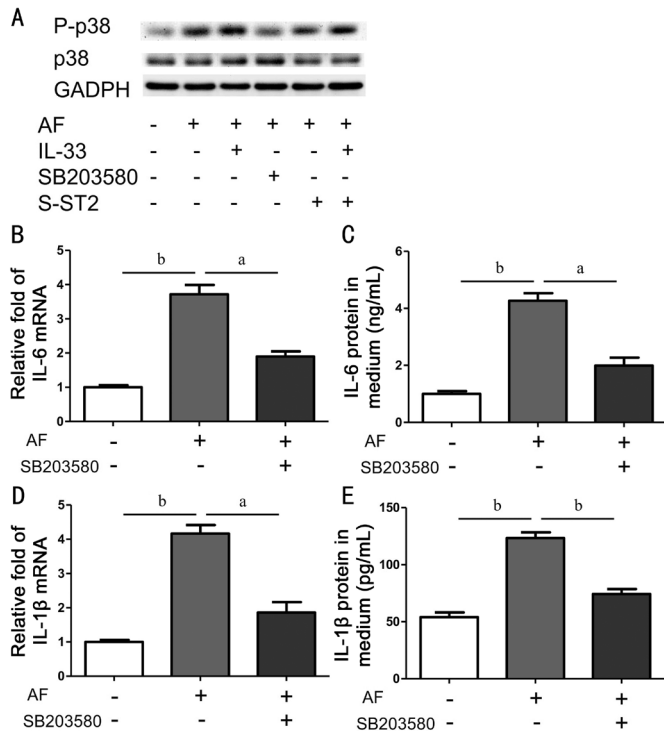 A
P-p38
p38
GADPH
AF - + + + + +
IL-33 - - + - - +
SB203580 - - - + - -
S-ST2 - - - - + +
B
Relative fold of
IL-6 mRNA
5
4
3
2
1
0
b a
AF - + +
SB203580 - - +
C
IL-6 protein in
medium (ng/mL)
6
4
2
0
b a
AF - + +
SB203580 - - +
D
Relative fold of
IL-1β mRNA
5
4
3
2
1
0
b a
AF - + +
SB203580 - - +
E
IL-1β protein in
medium (pg/mL)
150
100
50
0
b b
AF - + +
SB203580 - - +